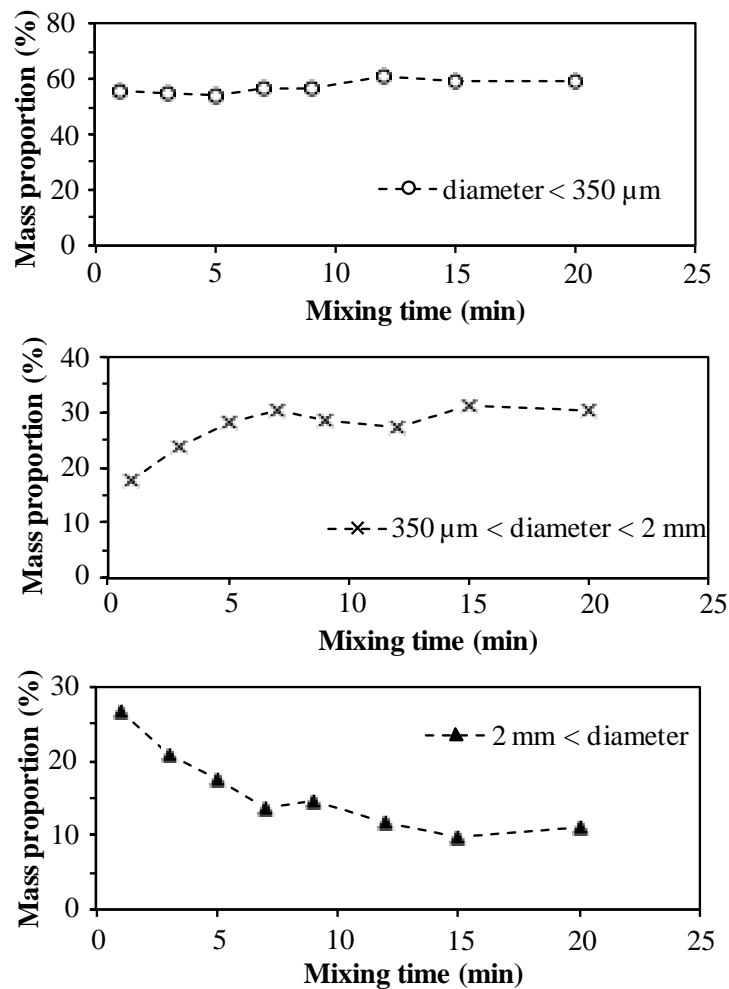 Mass proportion (%)
80
60
40
20
0
0 5 10 15 20 25
diameter < 350 µm
Mixing time (min)
Mass proportion (%)
40
30
20
10
0
0 5 10 15 20 25
350 µm < diameter < 2 mm
Mixing time (min)
Mass proportion (%)
30
20
10
0
0 5 10 15 20 25
2 mm < diameter
Mixing time (min)